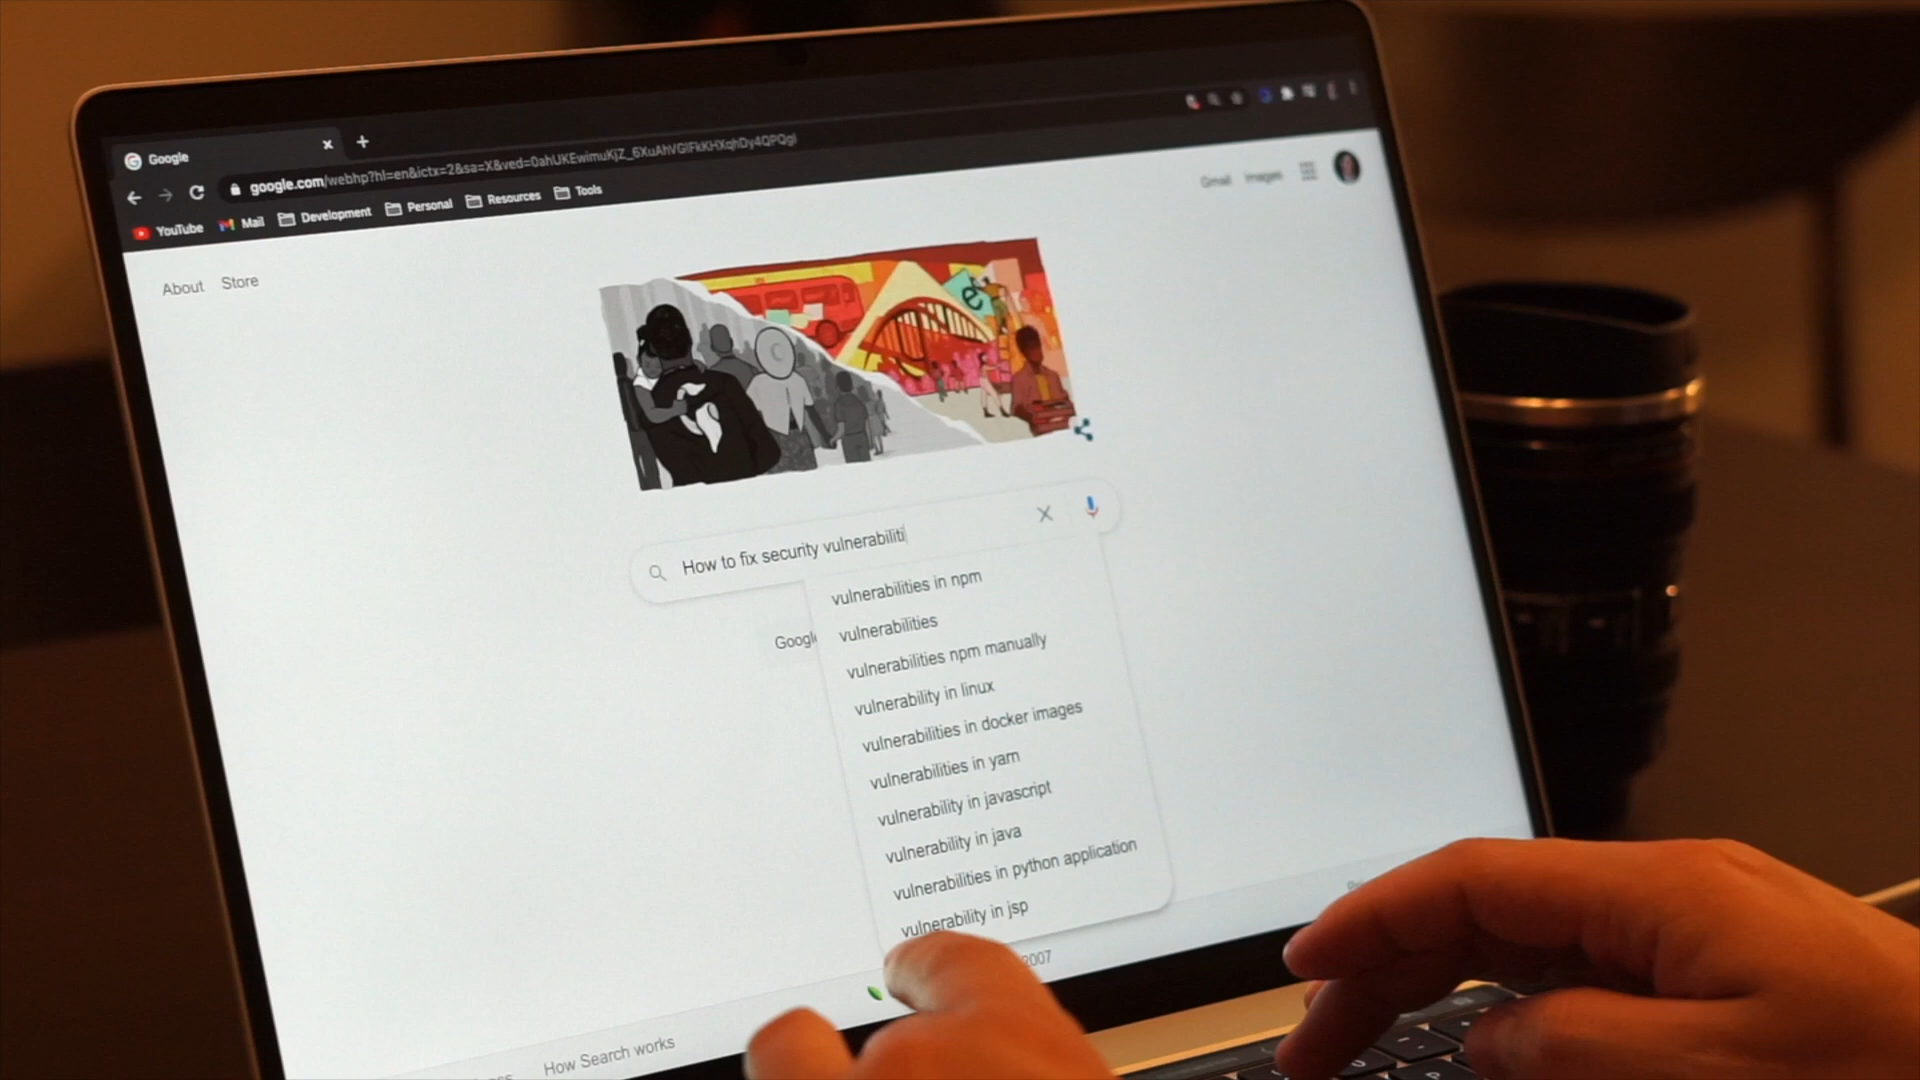 Google
google.com/webhp?hl=en&ictx=2&sa=X&ved=0ahUKEwimuKjZ_6XuAhVGIFkKHXqhDy4QPQgI
YouTube Mail Development Personal Resources Tools
Gmail Images
About Store
How to fix security vulnerabiliti
vulnerabilities in npm
vulnerabilities
Googl
vulnerabilities npm manually
vulnerability in linux
vulnerabilities in docker images
vulnerabilities in yarn
vulnerability in javascript
vulnerability in java
vulnerabilities in python application
vulnerability in jsp
2007
How Search works